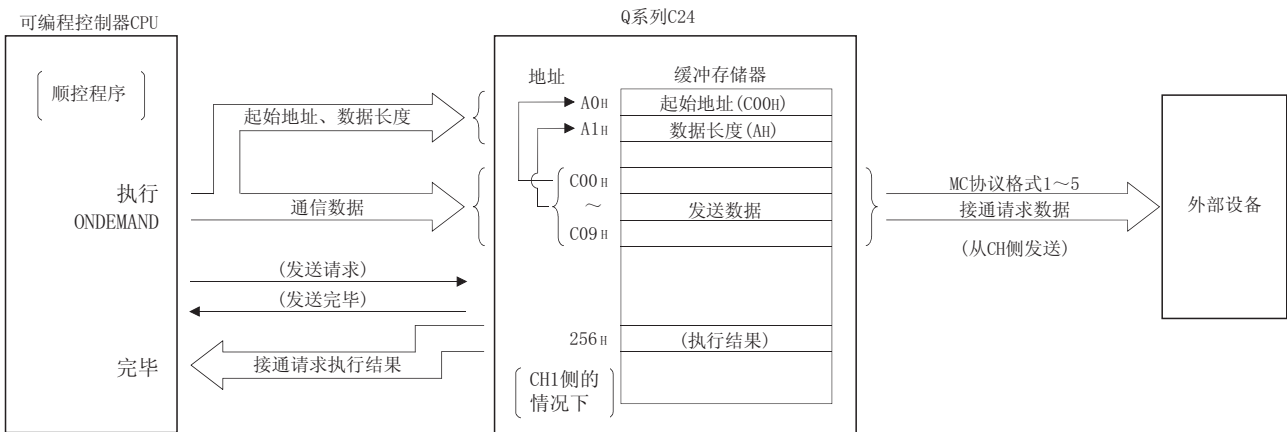 可编程控制器CPU
顺控程序
起始地址、数据长度
执行
ONDEMAND
通信数据
(发送请求)
(发送完毕)
完毕
接通请求执行结果
Q系列C24
地址
缓冲存储器
A0H
起始地址(C00H)
A1H
数据长度(AH)
C00H
～
发送数据
C09H
256H
(执行结果)
CH1侧的
情况下
MC协议格式1～5
接通请求数据
(从CH侧发送)
外部设备